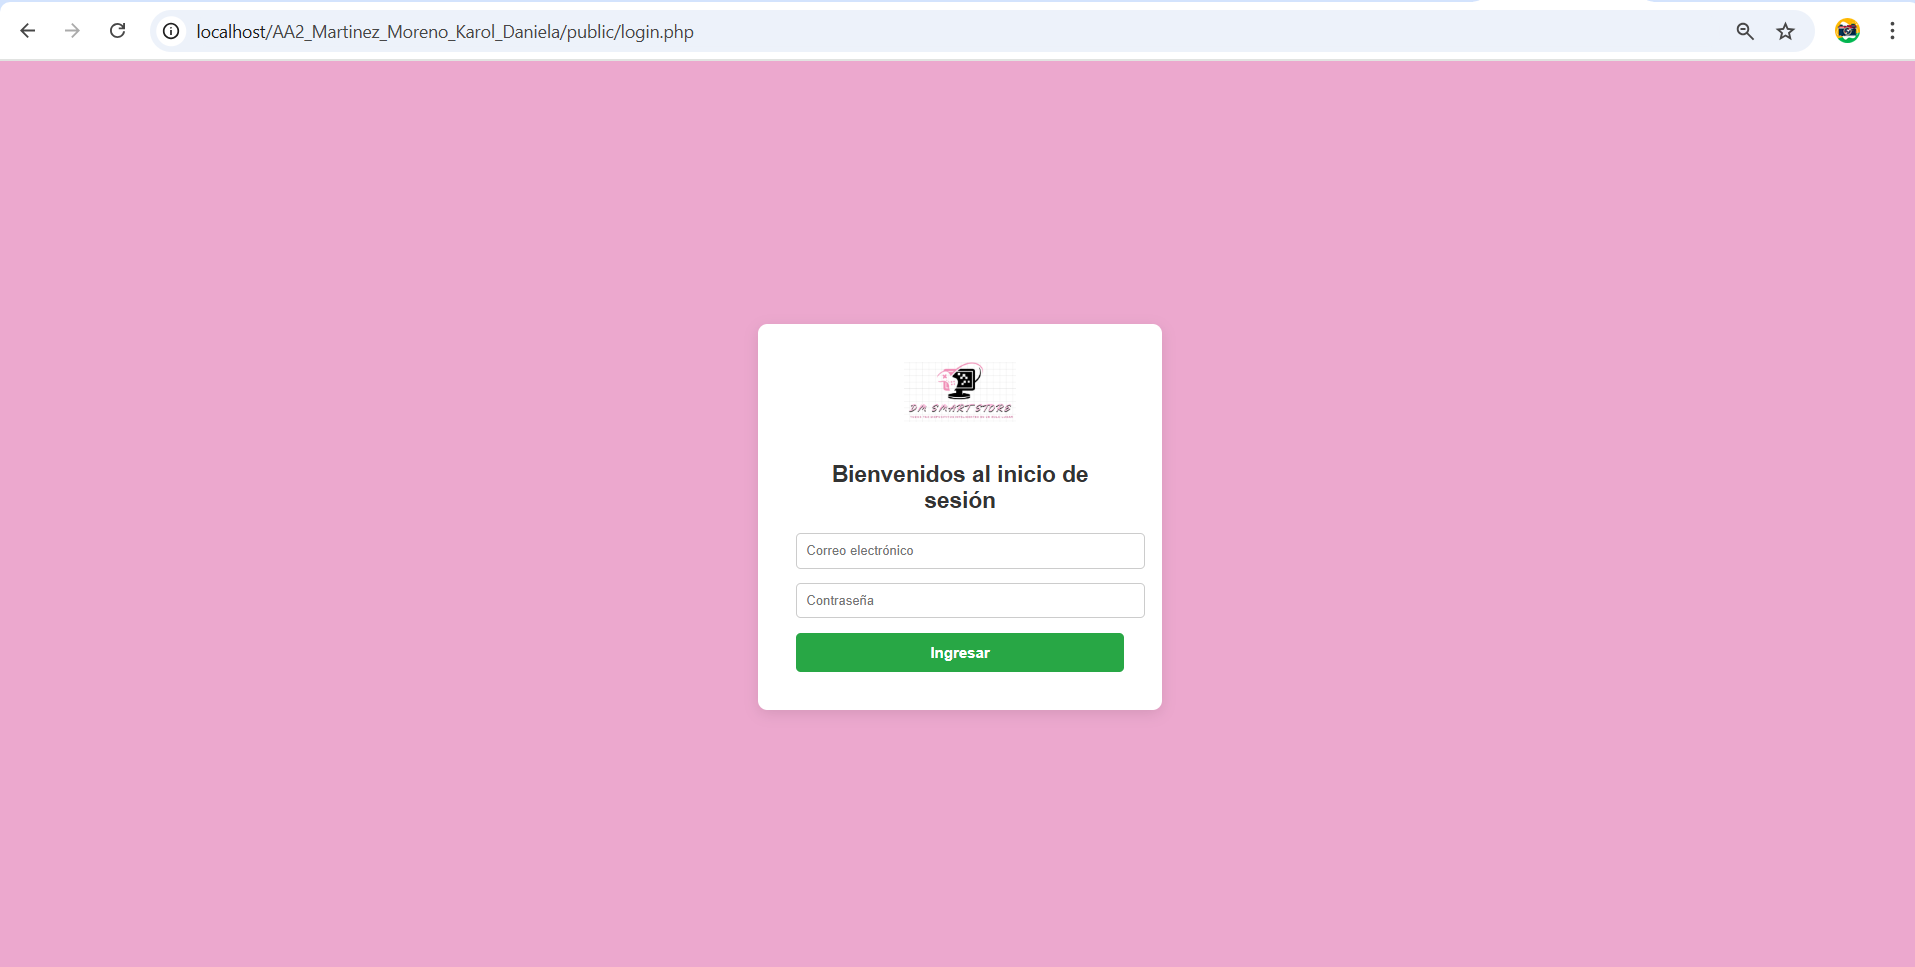 localhost/AA2_Martinez_Moreno_Karol_Daniela/public/login.php
DM SMART STORE
Bienvenidos al inicio de
sesión
Correo electrónico
Contraseña
Ingresar